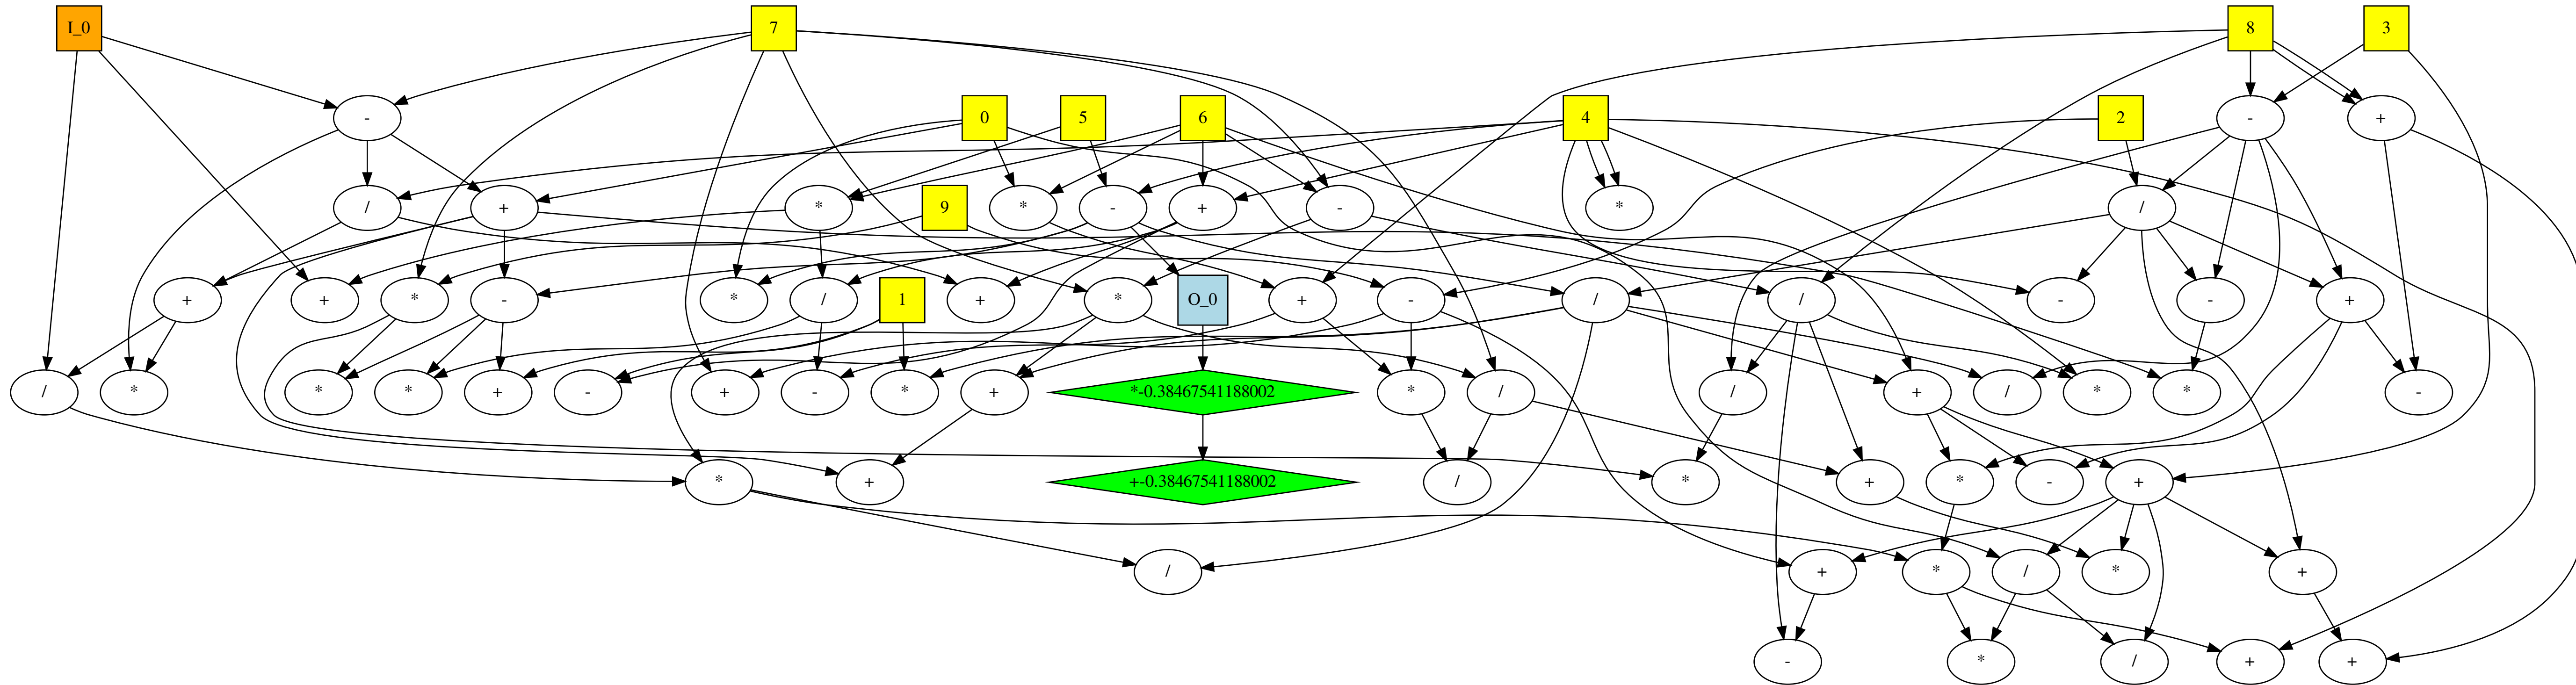 I_0 7 8 3
- 0 5 6 4 2 - +
/ + * 9 * - + - * /
+ + * - * / 1 + * O_0 + - / / - - +
/ * * * + - + - * + *-0.38467541188002 * / / + / * * -
* + +-0.38467541188002 / * + * - +
/ + * / * +
- * / + +